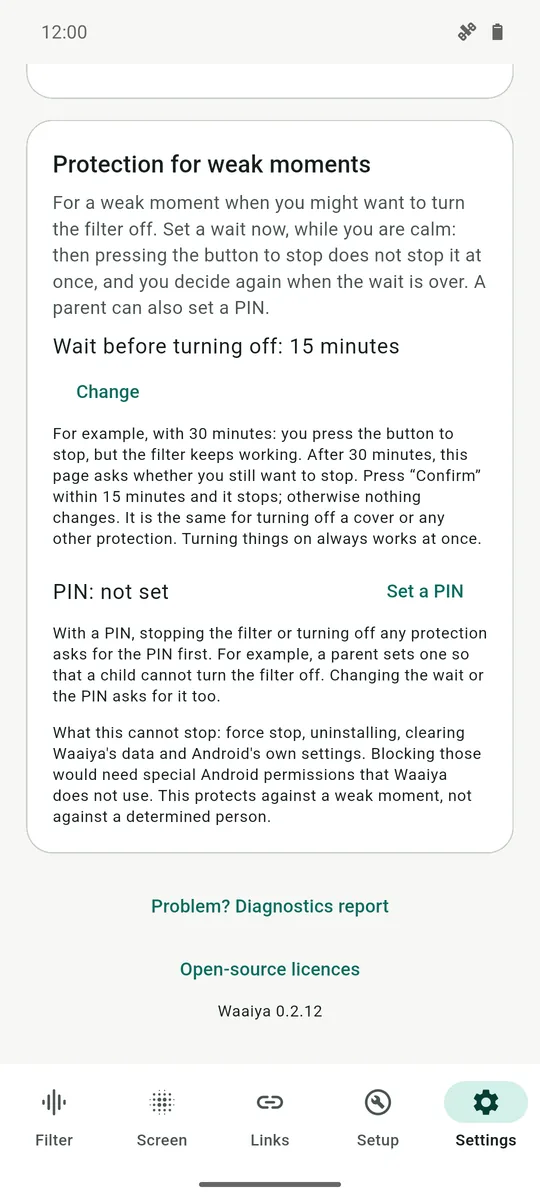 12:00
Protection for weak moments
For a weak moment when you might want to turn
the filter off. Set a wait now, while you are calm:
then pressing the button to stop does not stop it at
once, and you decide again when the wait is over. A
parent can also set a PIN.
Wait before turning off: 15 minutes
Change
For example, with 30 minutes: you press the button to
stop, but the filter keeps working. After 30 minutes, this
page asks whether you still want to stop. Press “Confirm”
within 15 minutes and it stops; otherwise nothing
changes. It is the same for turning off a cover or any
other protection. Turning things on always works at once.
PIN: not set
Set a PIN
With a PIN, stopping the filter or turning off any protection
asks for the PIN first. For example, a parent sets one so
that a child cannot turn the filter off. Changing the wait or
the PIN asks for it too.
What this cannot stop: force stop, uninstalling, clearing
Waaiya's data and Android's own settings. Blocking those
would need special Android permissions that Waaiya
does not use. This protects against a weak moment, not
against a determined person.
Problem? Diagnostics report
Open-source licences
Waaiya 0.2.12
Filter
Screen
Links
Setup
Settings